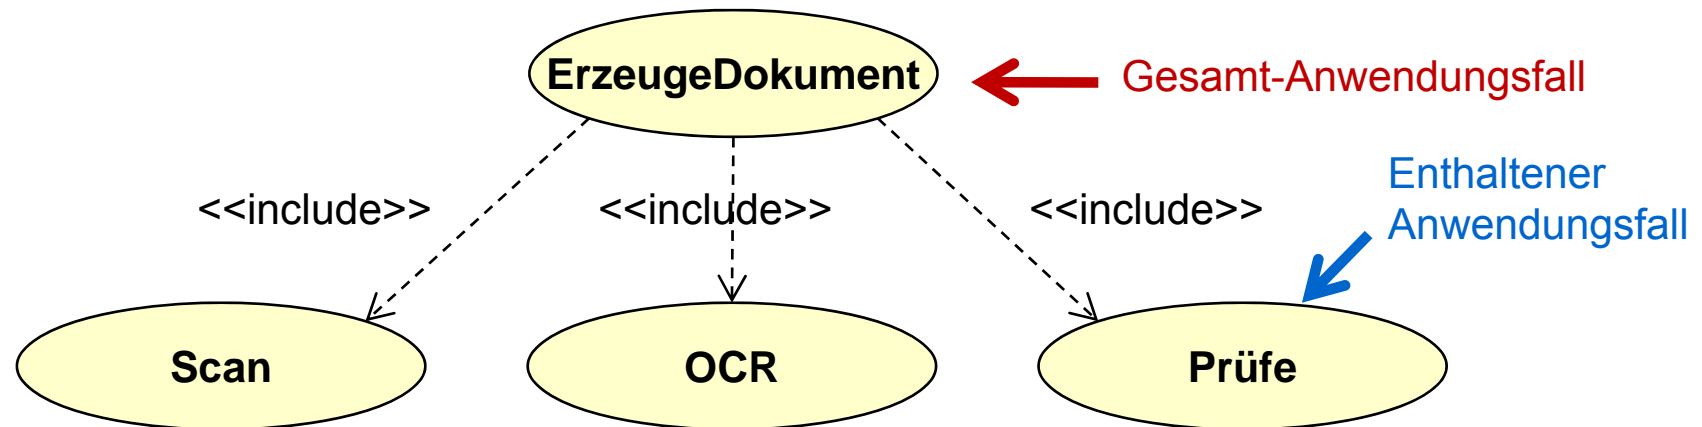 ErzeugeDokument
Gesamt-Anwendungsfall
Enthaltener
Anwendungsfall
<<include>>
<<include>>
<<include>>
Scan
OCR
Prüfe